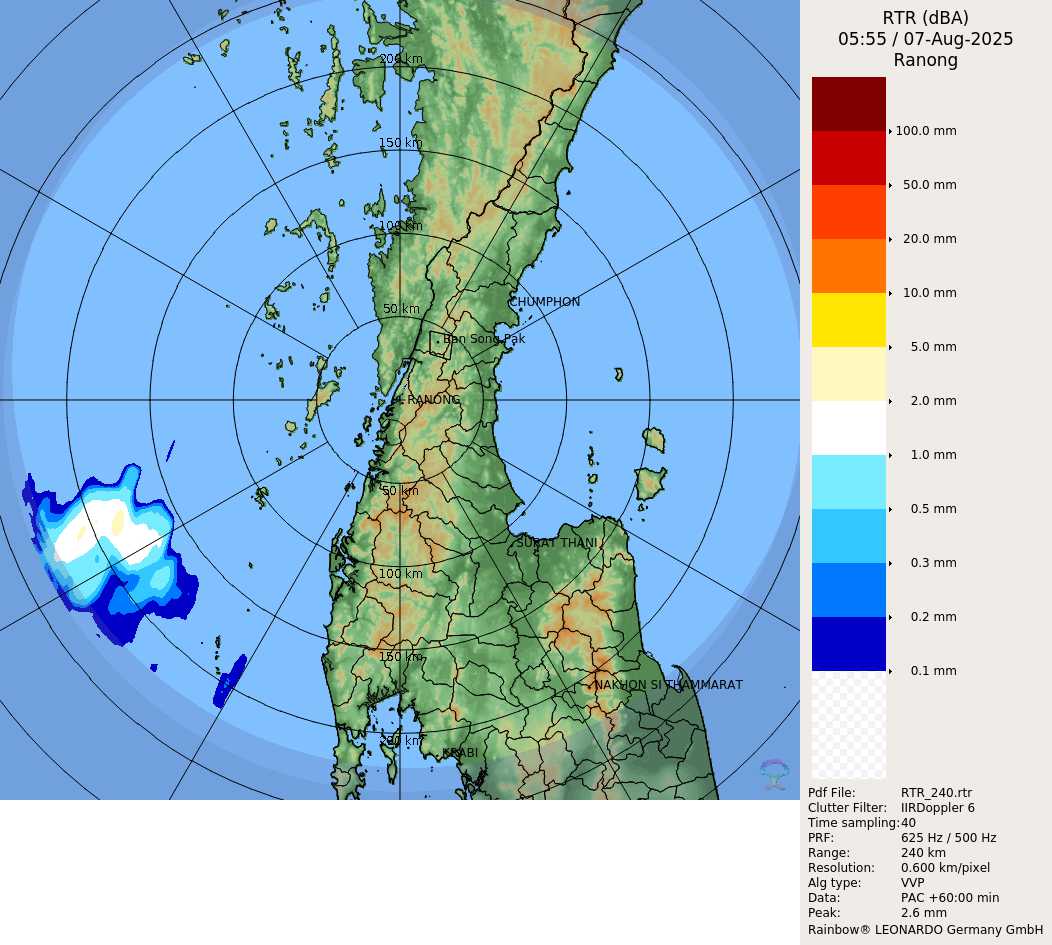 RTR (dBA)
05:55 / 07-Aug-2025
Ranong
100.0 mm
50.0 mm
20.0 mm
10.0 mm
5.0 mm
2.0 mm
1.0 mm
0.5 mm
0.3 mm
0.2 mm
0.1 mm
Pdf File: RTR_240.rtr
Clutter Filter: IIRDoppler 6
Time sampling:40
PRF: 625 Hz / 500 Hz
Range: 240 km
Resolution: 0.600 km/pixel
Alg type: VVP
Data: PAC +60:00 min
Peak: 2.6 mm
Rainbow® LEONARDO Germany GmbH
200 km
150 km
100 km
CHUMPHON
50 km
Ban Song Pak
RANONG
50 km
SURAT THANI
100 km
150 km
NAKHON SI THAMMARAT
200 km
KRABI